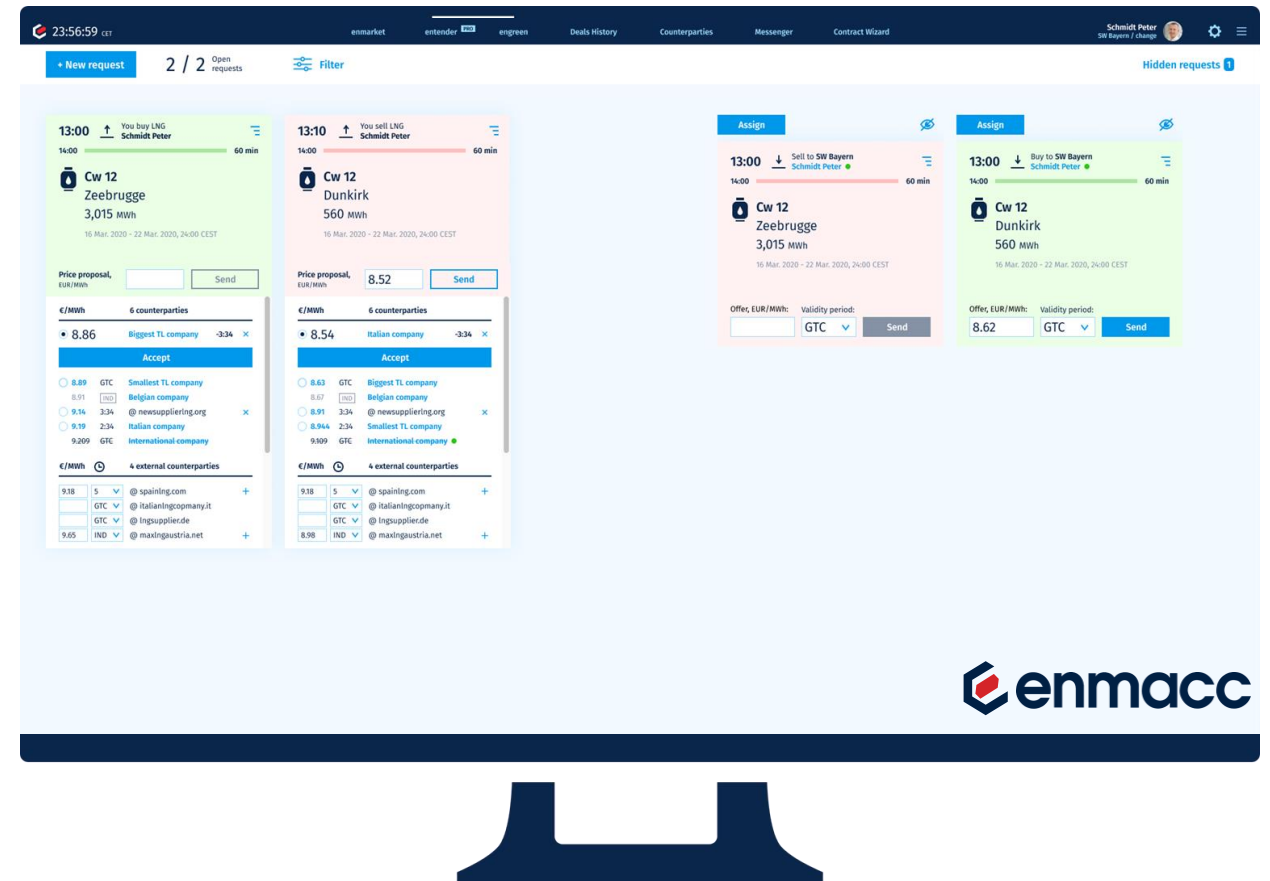 23:56:59 CET
enmarket entender PRO engreen Deals History Counterparties Messenger Contract Wizard
Schmidt Peter
SW Bayern / change
+ New request
2 / 2 Open requests
Filter
Hidden requests 1
13:00 You buy LNG
Schmidt Peter
14:00 60 min
Cw 12
Zeebrugge
3,015 MWh
16 Mar. 2020 - 22 Mar. 2020, 24:00 CEST
Price proposal,
EUR/MWh
Send
€/MWh 6 counterparties
8.86 Biggest TL company -3:34 ×
Accept
8.89 GTC Smallest TL company
8.91 IND Belgian company
9.14 3:34 @ newsupplierlng.org ×
9.19 2:34 Italian company
9.209 GTC International company
€/MWh 4 external counterparties
9.18 5 @ spainlng.com +
GTC @ italianlngcopmany.it
GTC @ lngsupplier.de
9.65 IND @ maxlngaustria.net +
13:10 You sell LNG
Schmidt Peter
14:00 60 min
Cw 12
Dunkirk
560 MWh
16 Mar. 2020 - 22 Mar. 2020, 24:00 CEST
Price proposal,
EUR/MWh
8.52 Send
€/MWh 6 counterparties
8.54 Italian company -3:34 ×
Accept
8.63 GTC Biggest TL company
8.67 IND Belgian company
8.91 3:34 @ newsupplierlng.org ×
8.944 2:34 Smallest TL company
9.109 GTC International company
€/MWh 4 external counterparties
9.18 5 @ spainlng.com +
GTC @ italianlngcopmany.it
GTC @ lngsupplier.de
8.98 IND @ maxlngaustria.net +
Assign
13:00 Sell to SW Bayern
Schmidt Peter
14:00 60 min
Cw 12
Zeebrugge
3,015 MWh
16 Mar. 2020 - 22 Mar. 2020, 24:00 CEST
Offer, EUR/MWh: Validity period:
GTC Send
Assign
13:00 Buy to SW Bayern
Schmidt Peter
14:00 60 min
Cw 12
Dunkirk
560 MWh
16 Mar. 2020 - 22 Mar. 2020, 24:00 CEST
Offer, EUR/MWh: Validity period:
8.62 GTC Send
enmacc